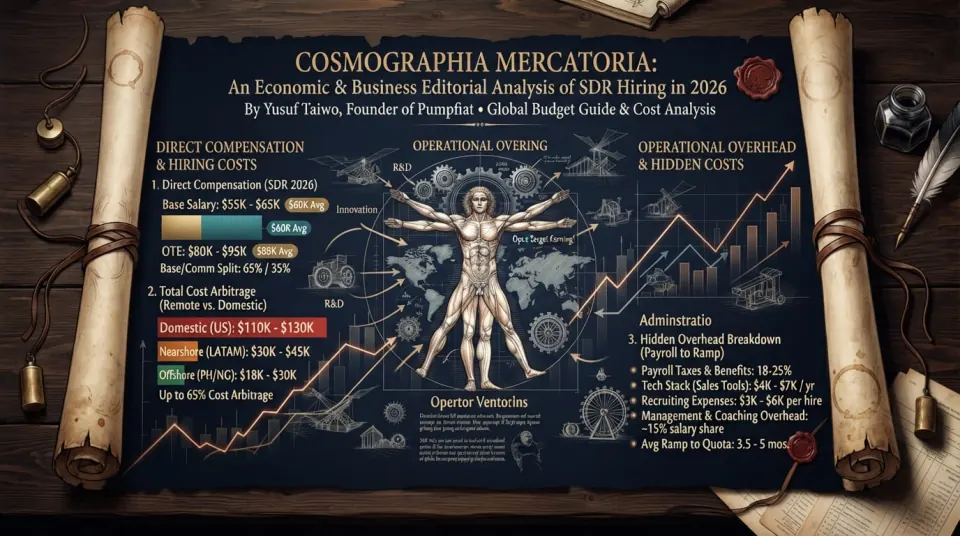 COSMOGRAPHIA MERCATORIA:
An Economic & Business Editorial Analysis of SDR Hiring in 2026
By Yusuf Taiwo, Founder of Pumpfiat • Global Budget Guide & Cost Analysis
DIRECT COMPENSATION
& HIRING COSTS
1. Direct Compensation (SDR 2026)
Base Salary: $55K - $65K $60K Avg
$60K Avg
OTE: $80K - $95K $85K Avg
Base/Comm Split: 65% / 35%
2. Total Cost Arbitrage
(Remote vs. Domestic)
Domestic (US): $110K - $130K
Nearshore (LATAM): $30K - $45K
Offshore (PH/NG): $18K - $30K
Up to 65% Cost Arbitrage
OPERATIONAL OVERING
R&D
Innovation
R&D
Opertor Ventorins
OPERATIONAL OVERHEAD
& HIDDEN COSTS
Adminstratio
3. Hidden Overhead Breakdown
(Payroll to Ramp)
Payroll Taxes & Benefits: 18-25%
Tech Stack (Sales Tools): $4K - $7K / yr
Recruiting Expenses: $3K - $6K per hire
Management & Coaching Overhead:
~15% salary share
Avg Ramp to Quota: 3.5 - 5 mos.